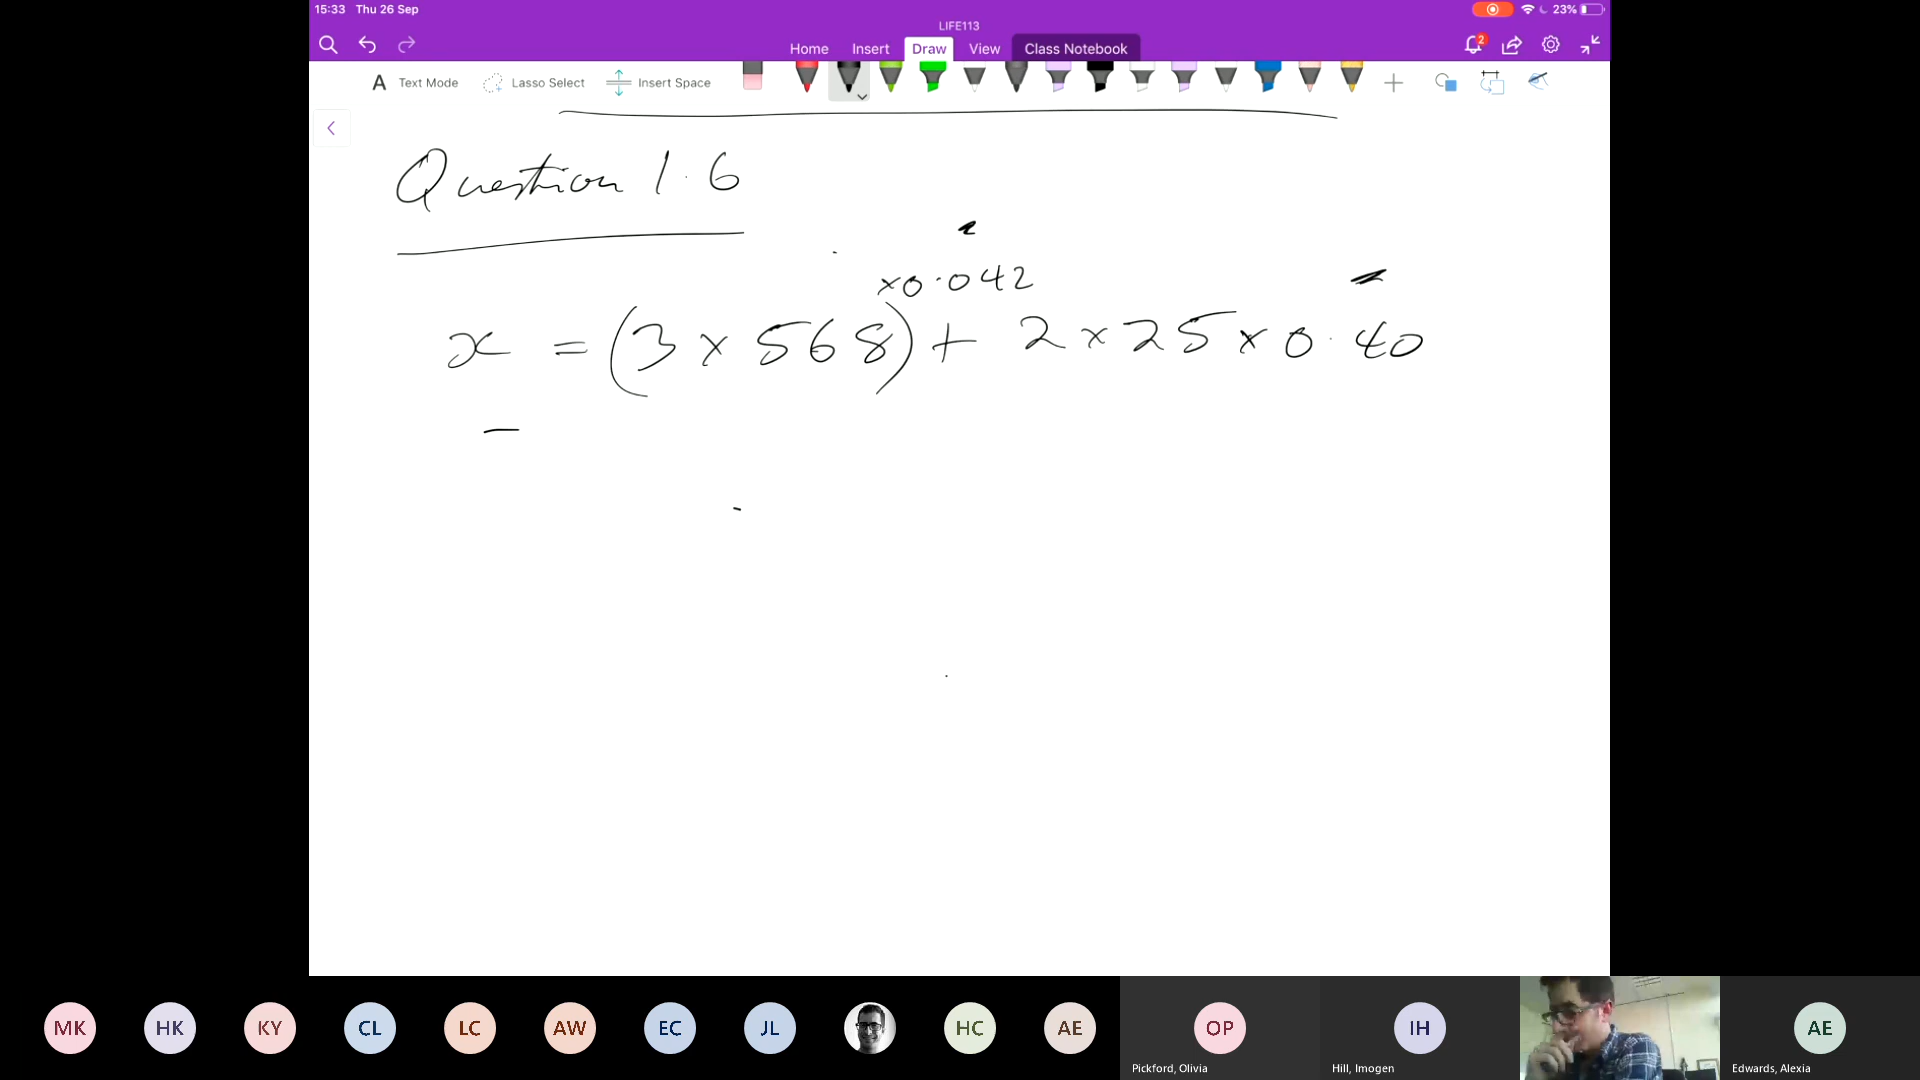 15:33 Thu 26 Sep
23%
LIFE113
Home Insert Draw View Class Notebook
2
A Text Mode Lasso Select Insert Space
Question 1.6
×0.042
x = (3 × 568) + 2 × 25 × 0.40
MK HK KY CL LC AW EC JL HC AE OP IH AE
Pickford, Olivia Hill, Imogen Edwards, Alexia